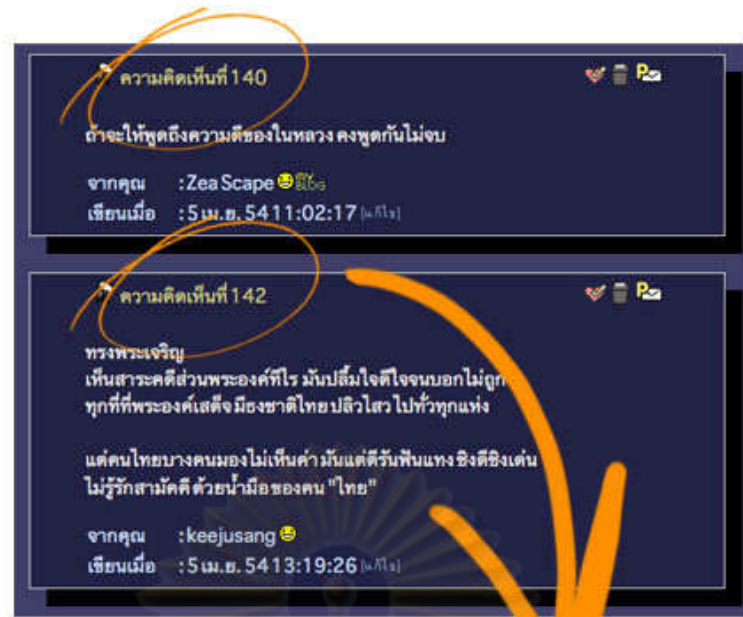 ความคิดเห็นที่ 140
ถ้าจะให้พูดถึงความดีของในหลวง คงพูดกันไม่จบ
จากคุณ : Zea Scape MY BLOG
เขียนเมื่อ : 5 เม.ย. 54 11:02:17 [แก้ไข]
ความคิดเห็นที่ 142
ทรงพระเจริญ
เห็นสาระคดีส่วนพระองค์ทีไร มันปลื้มใจดีใจจนบอกไม่ถูก
ทุกที่ที่พระองค์เสด็จ มีธงชาติไทย ปลิวไสว ไปทั่วทุกแห่ง
แต่คนไทยบางคนมองไม่เห็นค่า มันแต่ตีรันฟันแทง ชิงดีชิงเด่น
ไม่รู้รักสามัคคี ด้วยน้ำมือของคน "ไทย"
จากคุณ : keejusang
เขียนเมื่อ : 5 เม.ย. 54 13:19:26 [แก้ไข]